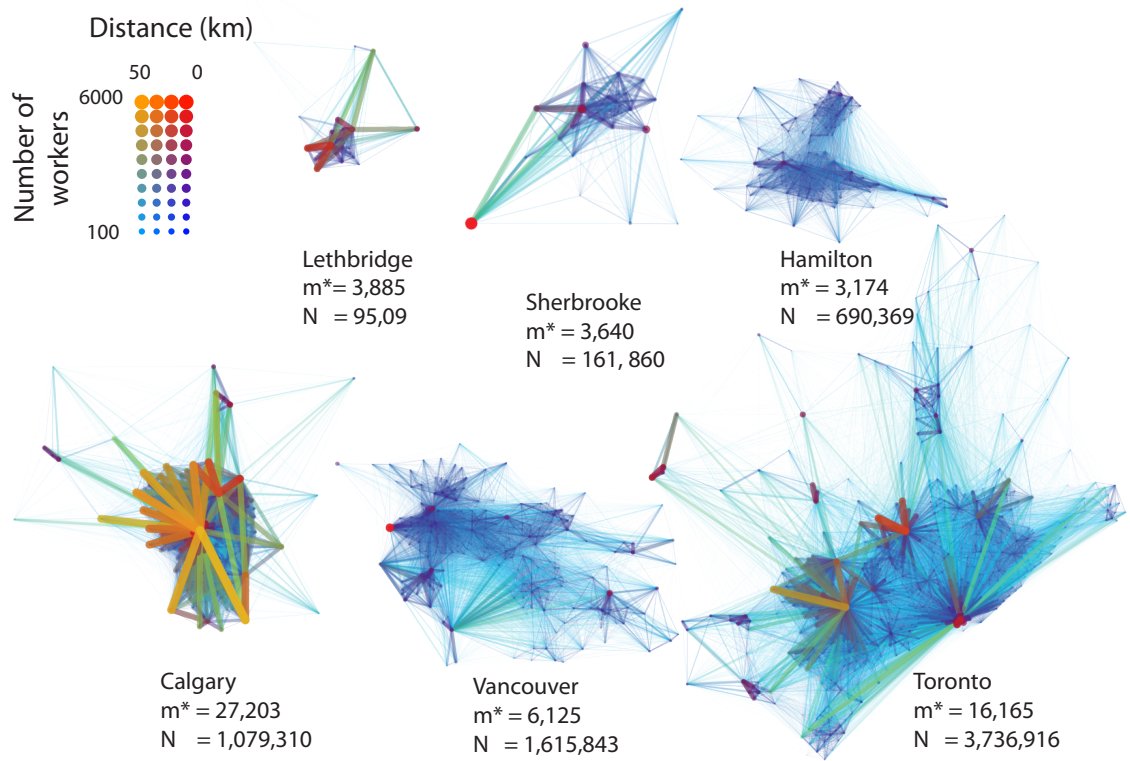 Distance (km)
50 0
6000
Number of
workers
100
Lethbridge
m*= 3,885
N = 95,09
Sherbrooke
m* = 3,640
N = 161, 860
Hamilton
m* = 3,174
N = 690,369
Calgary
m* = 27,203
N = 1,079,310
Vancouver
m* = 6,125
N = 1,615,843
Toronto
m* = 16,165
N = 3,736,916